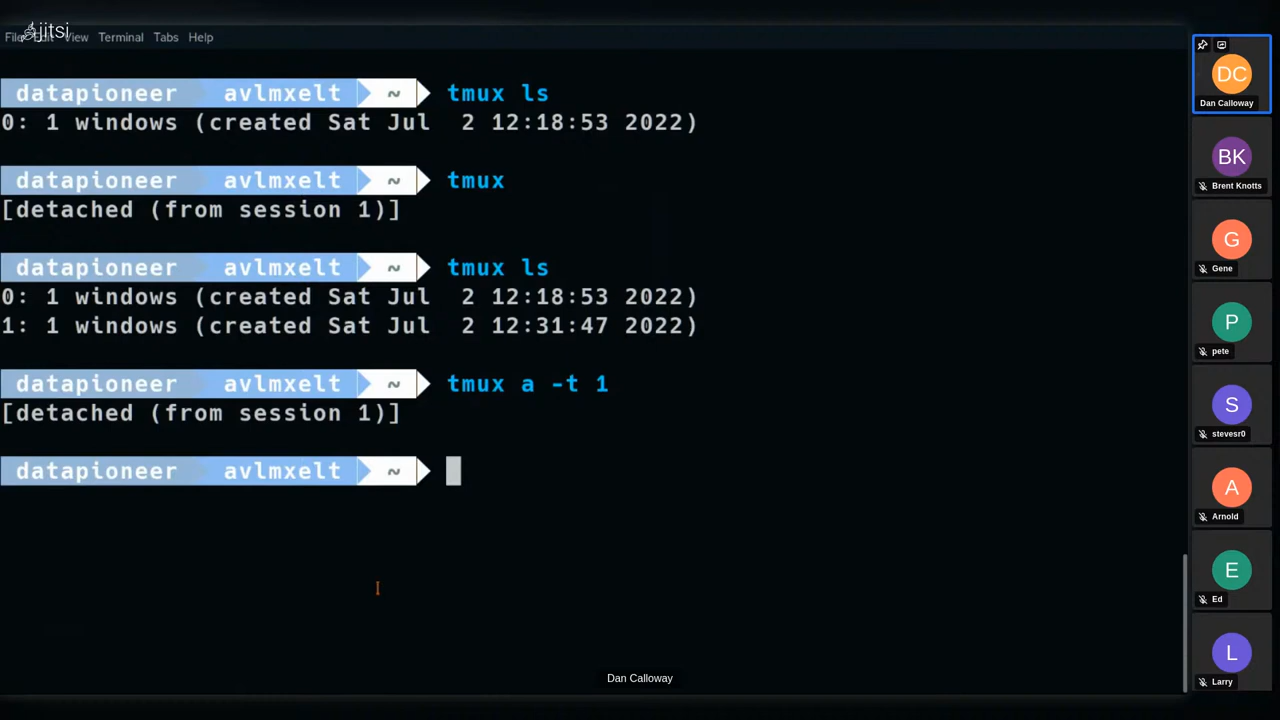 jitsi
File Edit View Terminal Tabs Help
datapioneer avlmxelt ~ tmux ls
0: 1 windows (created Sat Jul  2 12:18:53 2022)
datapioneer avlmxelt ~ tmux
[detached (from session 1)]
datapioneer avlmxelt ~ tmux ls
0: 1 windows (created Sat Jul  2 12:18:53 2022)
1: 1 windows (created Sat Jul  2 12:31:47 2022)
datapioneer avlmxelt ~ tmux a -t 1
[detached (from session 1)]
datapioneer avlmxelt ~
Dan Calloway
DC
Dan Calloway
BK
Brent Knotts
G
Gene
P
pete
S
stevesr0
A
Arnold
E
Ed
L
Larry